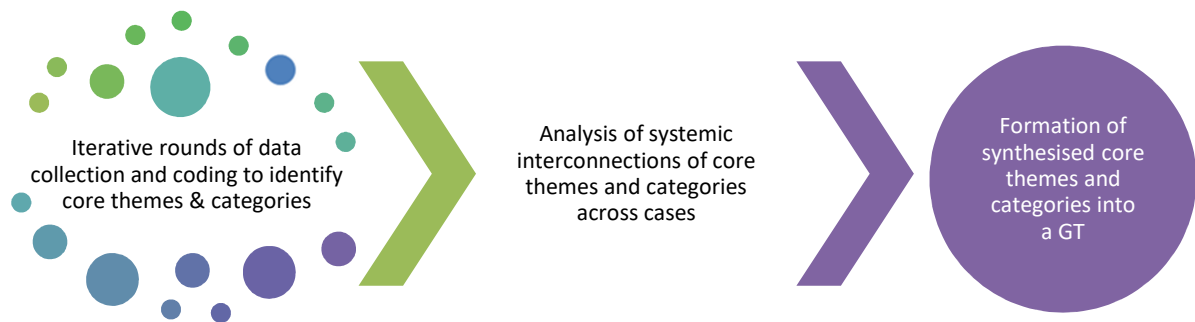 Iterative rounds of data
collection and coding to identify
core themes & categories
Analysis of systemic
interconnections of core
themes and categories
across cases
Formation of
synthesised core
themes and
categories into
a GT